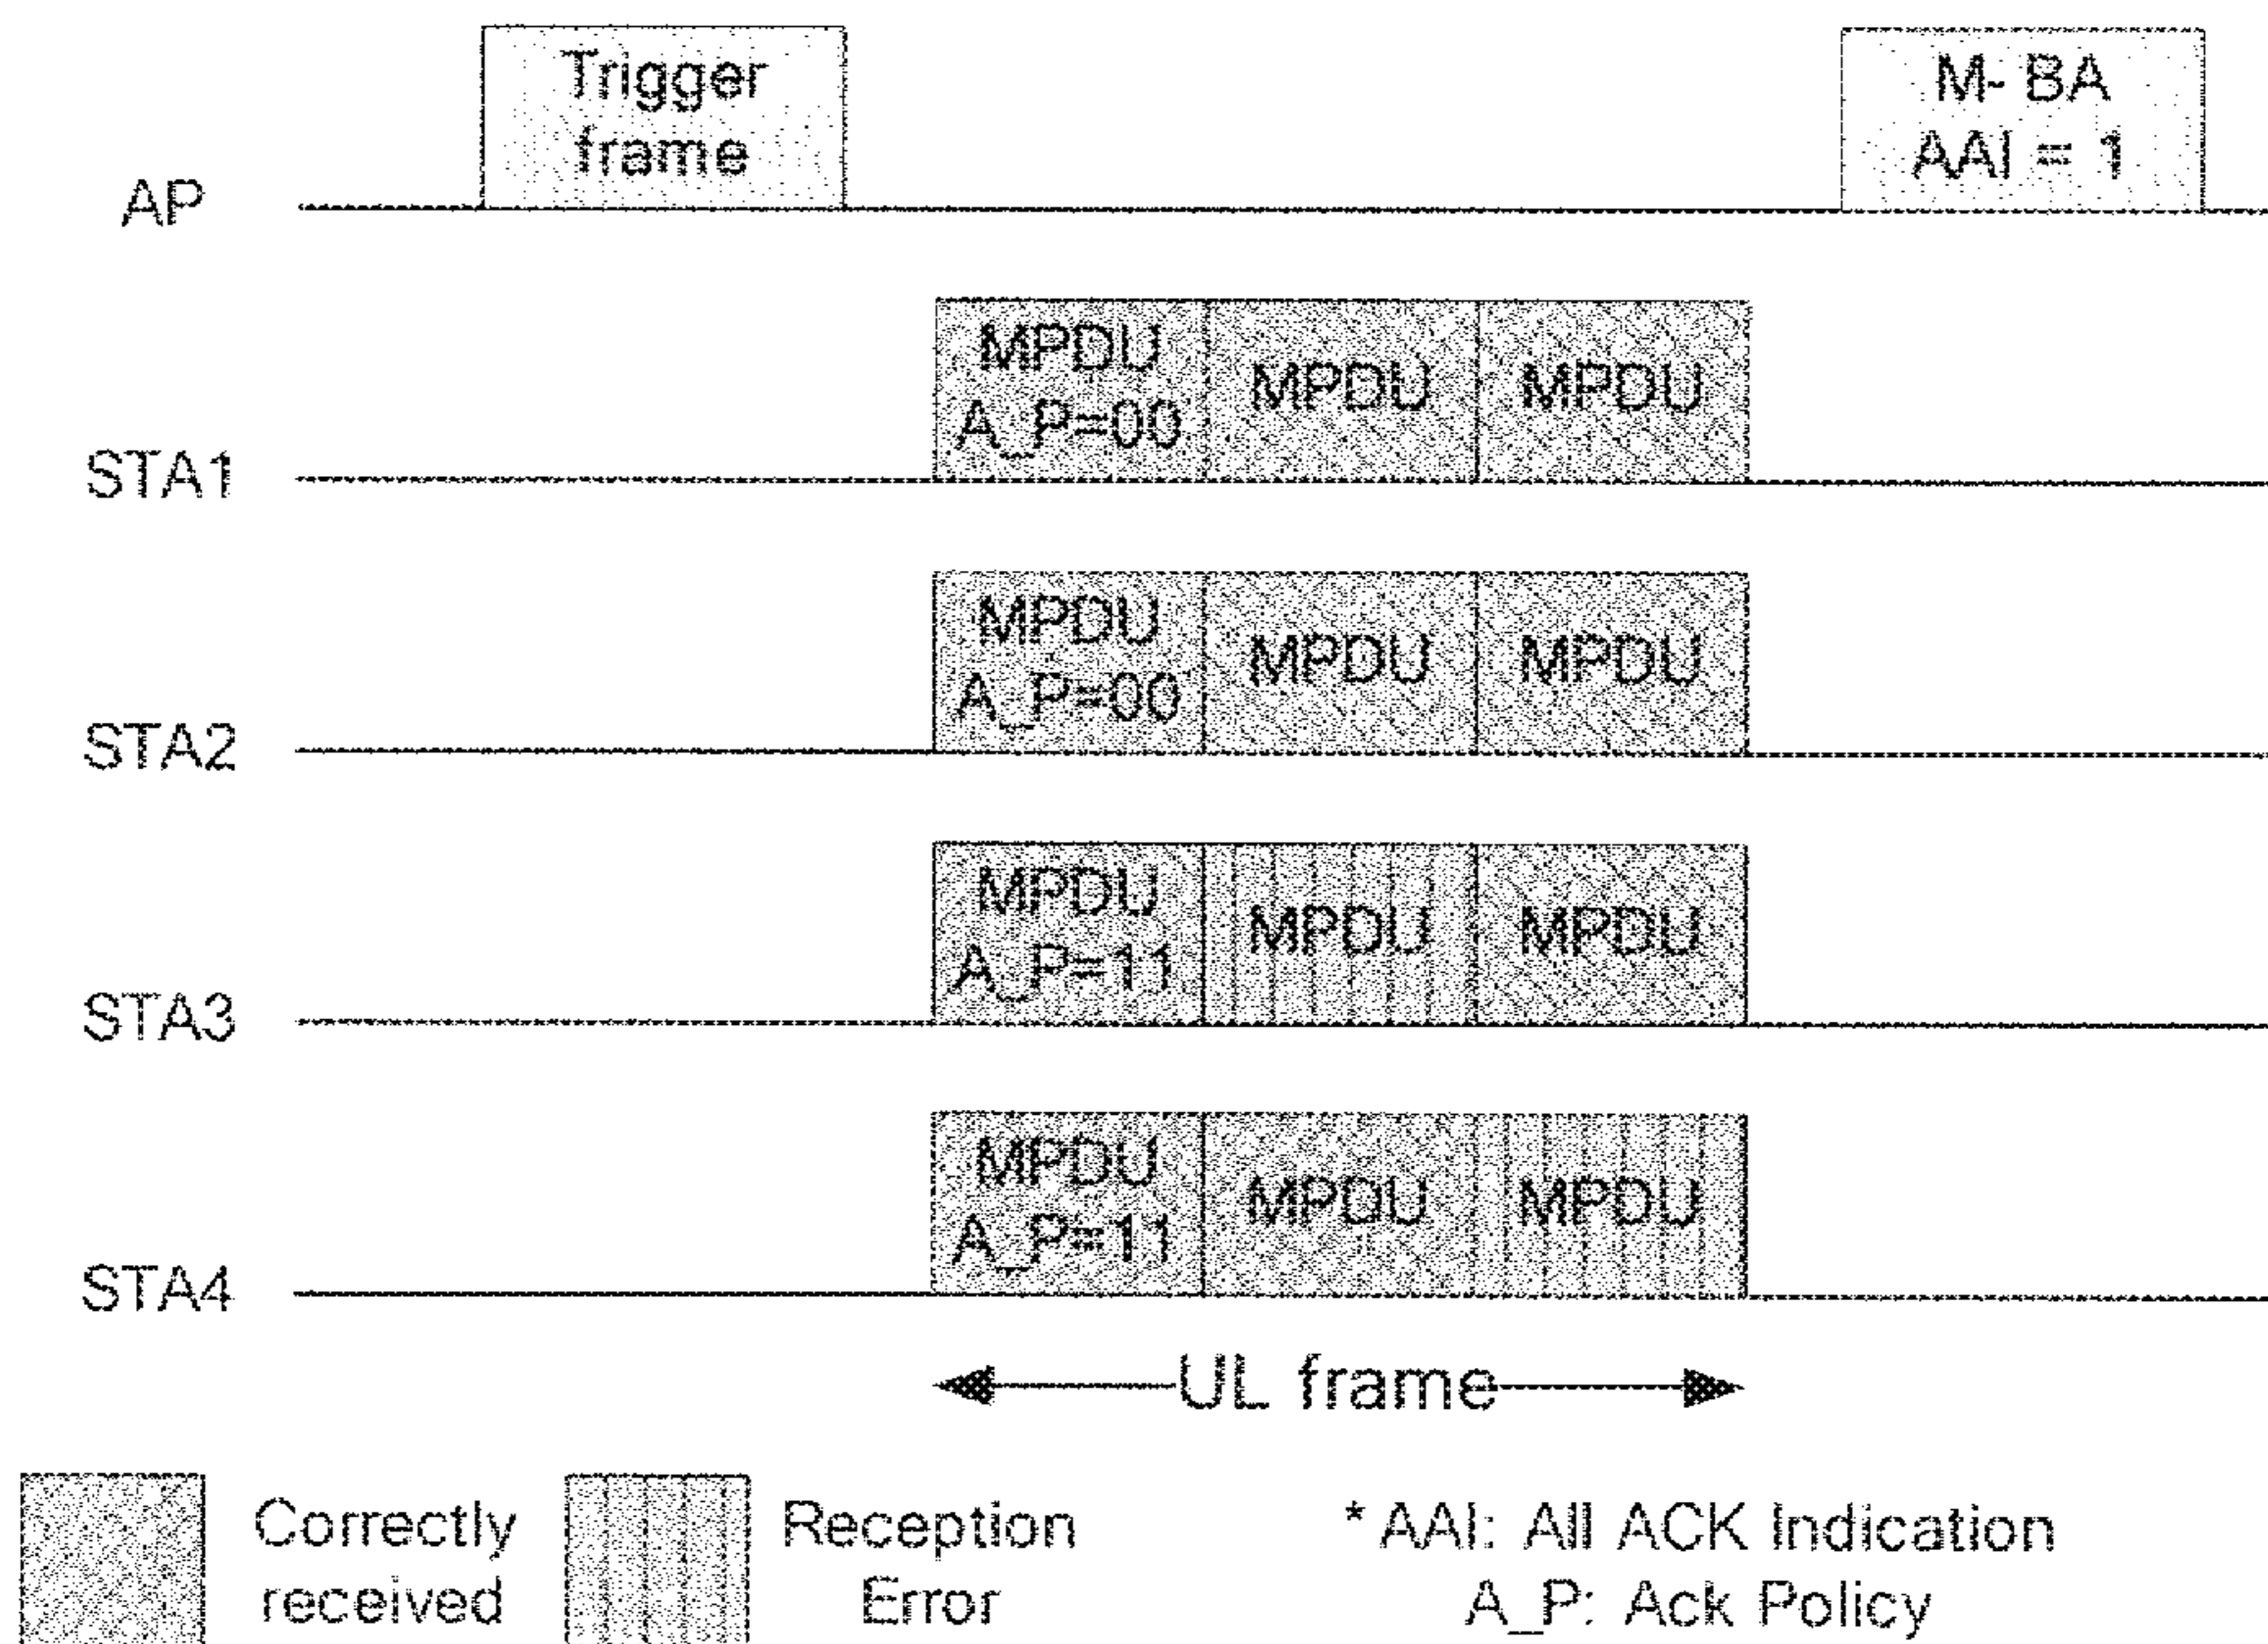 Trigger
frame
M- BA
AAI = 1
AP
MPDU
A_P=00
MPDU
MPDU
STA1
MPDU
A_P=00
MPDU
MPDU
STA2
MPDU
A_P=11
MPDU
MPDU
STA3
MPDU
A_P=11
MPDU
MPDU
STA4
UL frame
Correctly
received
Reception
Error
* AAI: All ACK Indication
A_P: Ack Policy